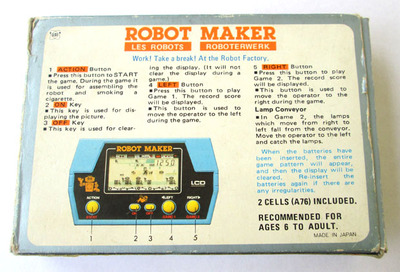 ROBOT MAKER
LES ROBOTS ROBOTERWERK
Work! Take a break! At the Robot Factory.
1 ACTION Button
■Press this button to START
the game. During the game it
is used for assembling the
robot and smoking a
cigarette.
2 ON Key
■This key is used for dis-
playing the picture.
3 OFF Key
■This key is used for clear-
ing the display. (It will not
clear the display during a
game.)
4 LEFT Button
■Press this button to play
Game 1. The record score
will be displayed.
■This button is used to
move the operator to the left
during the game.
5 RIGHT Button
■Press this button to play
Game 2. The record score
will be displayed.
■This button is used to
move the operator to the
right during the game.
Lamp Conveyor
■In Game 2, the lamps
which move from right to
left fall from the conveyor.
Move the operator to the left
and catch the lamps.
When the batteries have
been inserted, the entire
game pattern will appear,
and then the display will be
cleared. Re-insert the
batteries again if there are
any irregularities.
2 CELLS (A76) INCLUDED.
RECOMMENDED FOR
AGES 6 TO ADULT.
MADE IN JAPAN
ROBOT MAKER
LCD
ACTION
START
ON OFF
LEFT
GAME 1
RIGHT
GAME 2
1 2 3 4 5